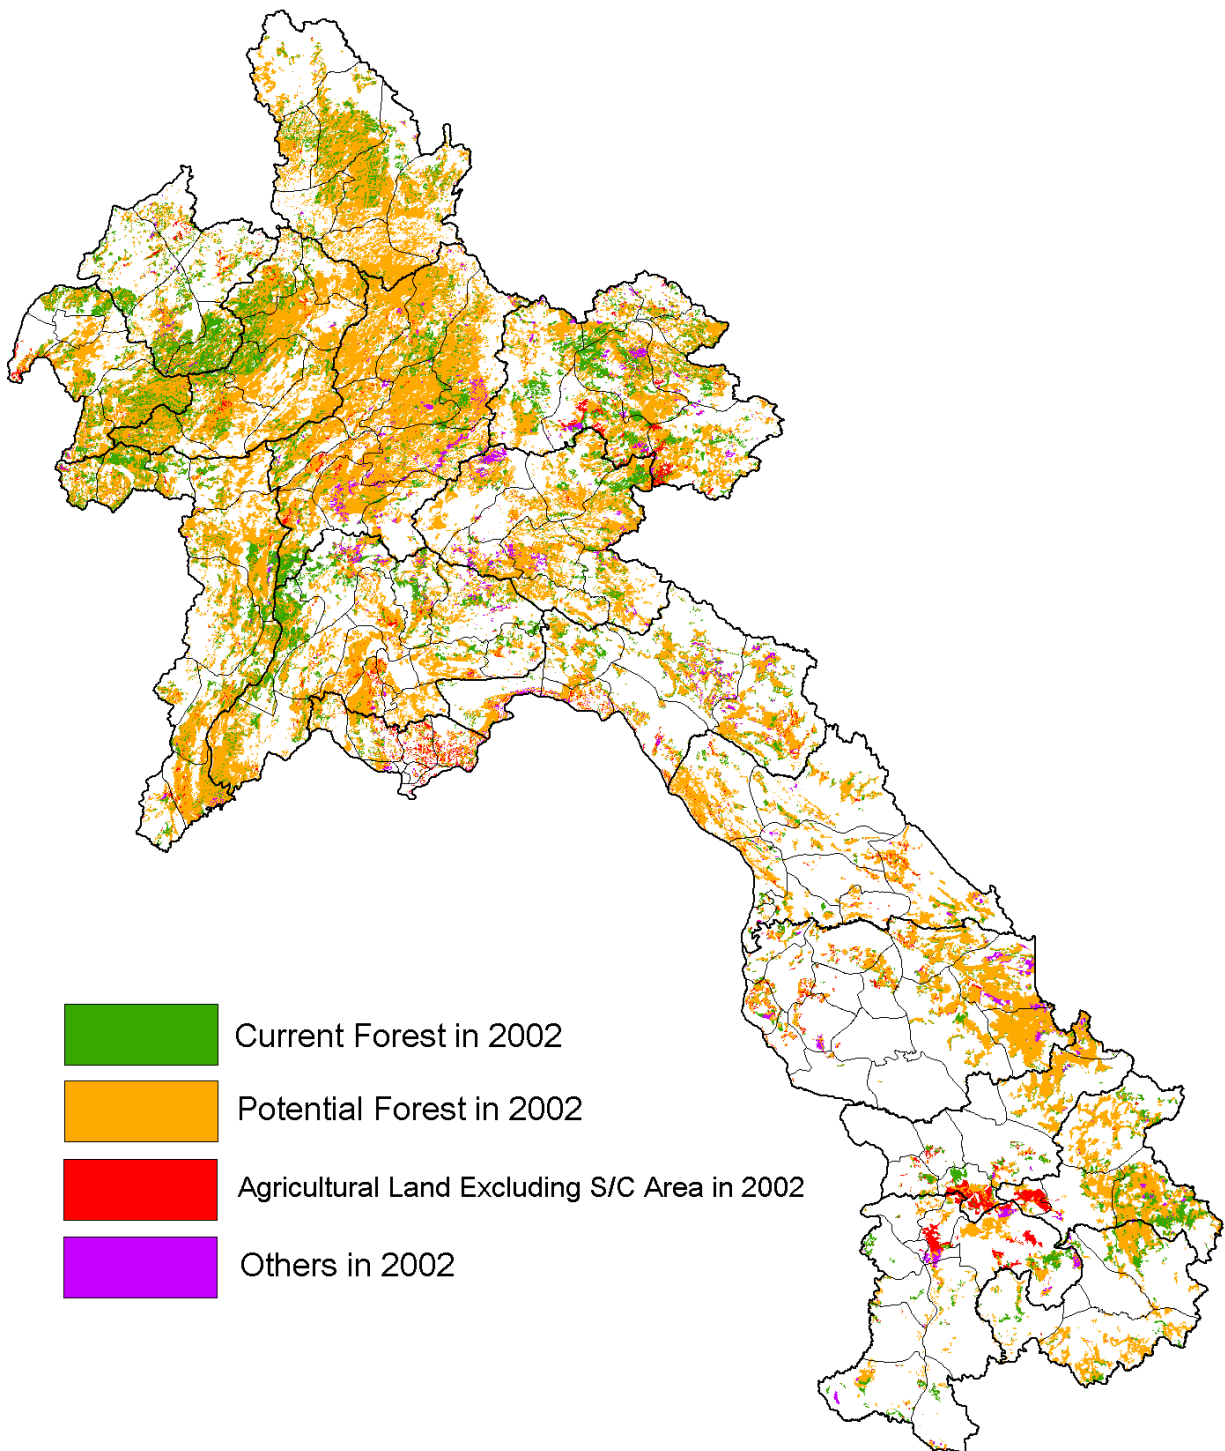 Current Forest in 2002
Potential Forest in 2002
Agricultural Land Excluding S/C Area in 2002
Others in 2002